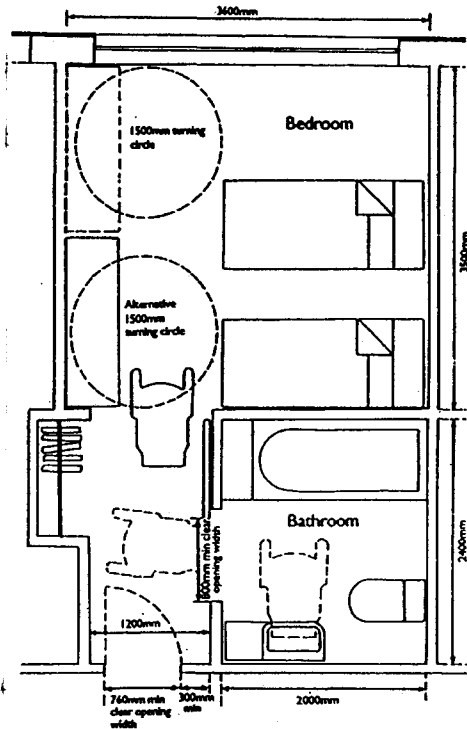 3600mm
1500mm turning
circle
Bedroom
3500mm
Alternative
1500mm
turning circle
800mm min clear
opening width
Bathroom
2400mm
1200mm
760mm min
clear opening
width
300mm
min
2000mm